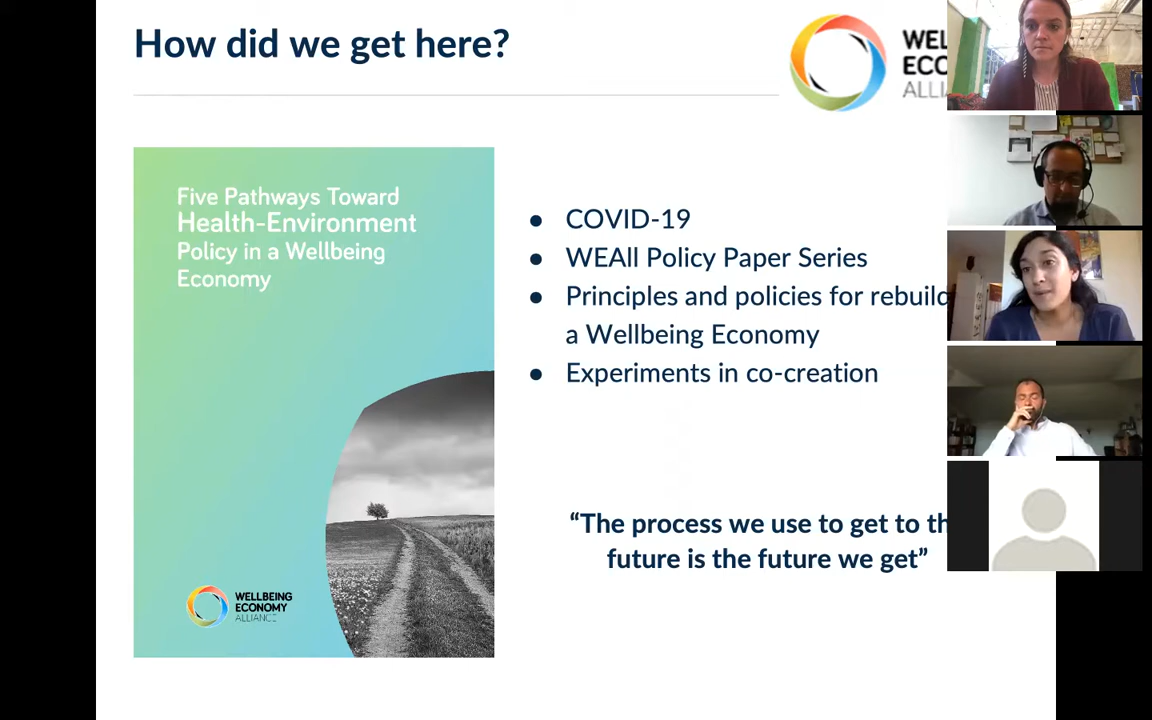 How did we get here?
WEL
ECO
ALLI
Five Pathways Toward
Health-Environment
Policy in a Wellbeing
Economy
WELLBEING
ECONOMY
ALLIANCE
● COVID-19
● WEAll Policy Paper Series
● Principles and policies for rebuild
a Wellbeing Economy
● Experiments in co-creation
“The process we use to get to th
future is the future we get”